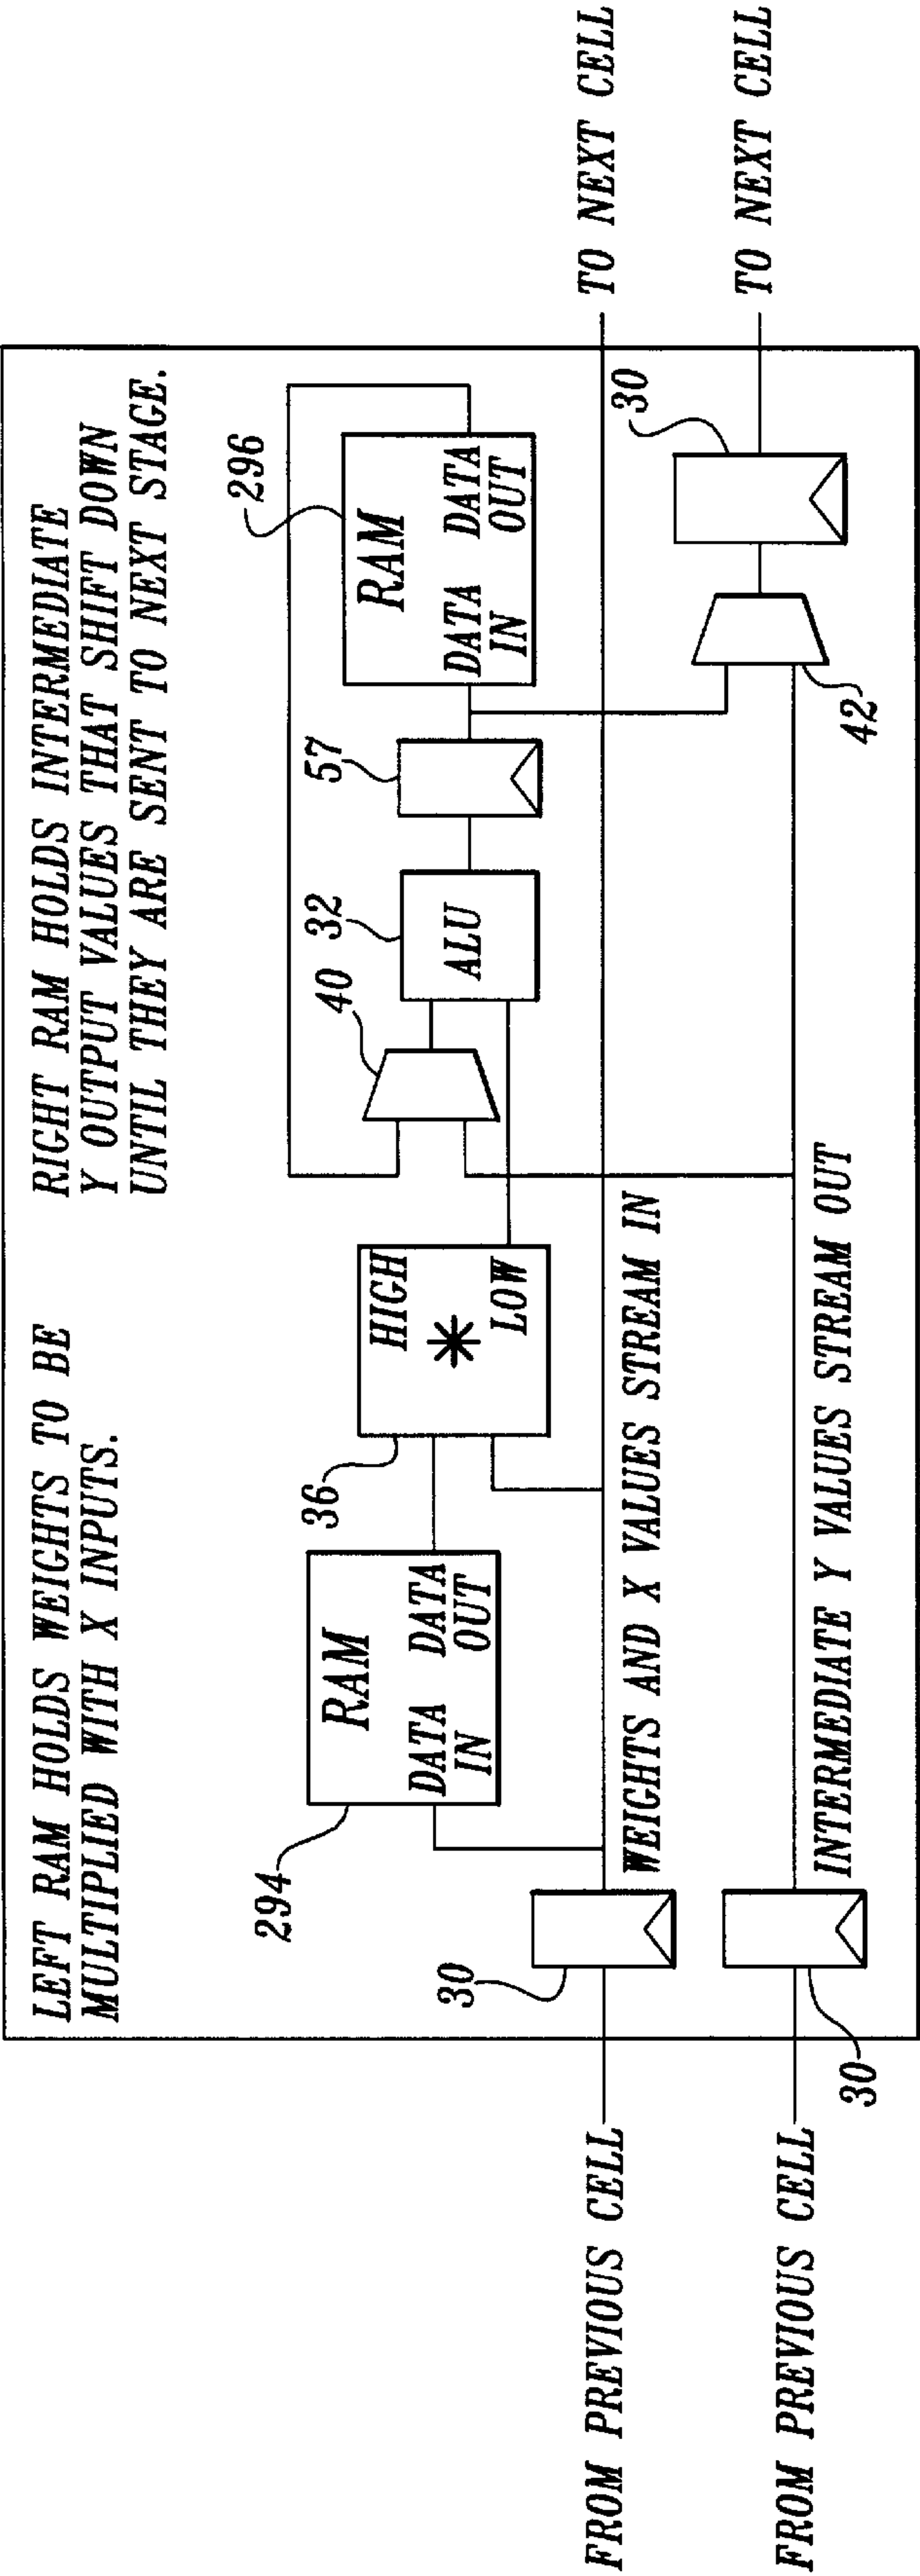 LEFT RAM HOLDS WEIGHTS TO BE
MULTIPLIED WITH X INPUTS.
RIGHT RAM HOLDS INTERMEDIATE
Y OUTPUT VALUES THAT SHIFT DOWN
UNTIL THEY ARE SENT TO NEXT STAGE.
294
RAM
DATA
IN
DATA
OUT
36
HIGH
*
LOW
40
32
ALU
57
296
RAM
DATA
IN
DATA
OUT
30
FROM PREVIOUS CELL
WEIGHTS AND X VALUES STREAM IN
TO NEXT CELL
30
FROM PREVIOUS CELL
INTERMEDIATE Y VALUES STREAM OUT
42
30
TO NEXT CELL